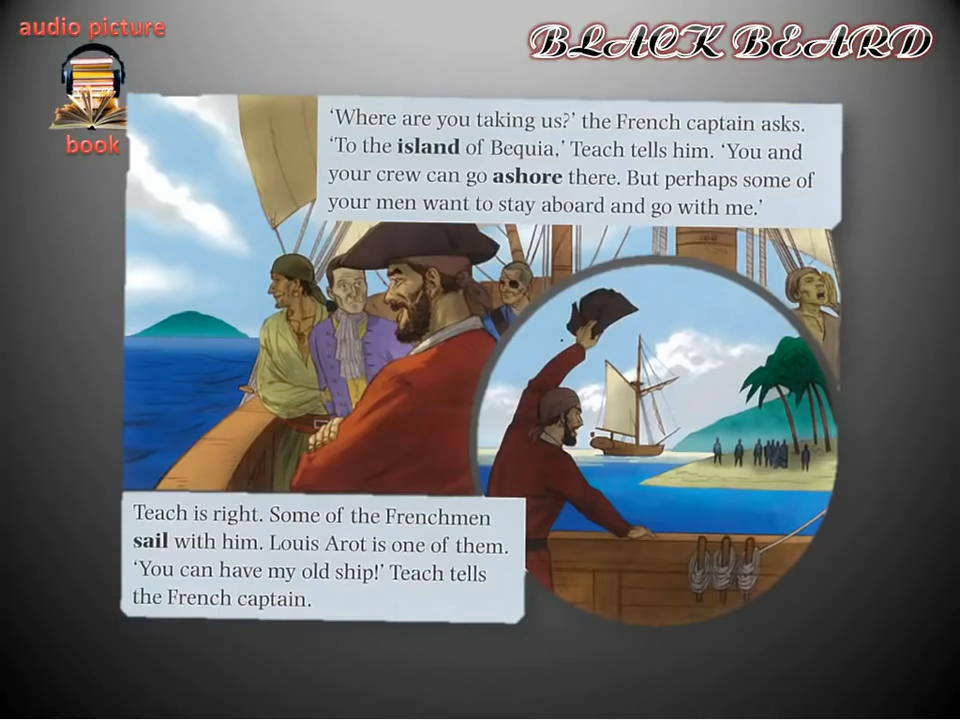 audio picture
BLACK BEARD
book
‘Where are you taking us?’ the French captain asks.
‘To the island of Bequia,’ Teach tells him. ‘You and
your crew can go ashore there. But perhaps some of
your men want to stay aboard and go with me.’
Teach is right. Some of the Frenchmen
sail with him. Louis Arot is one of them.
‘You can have my old ship!’ Teach tells
the French captain.